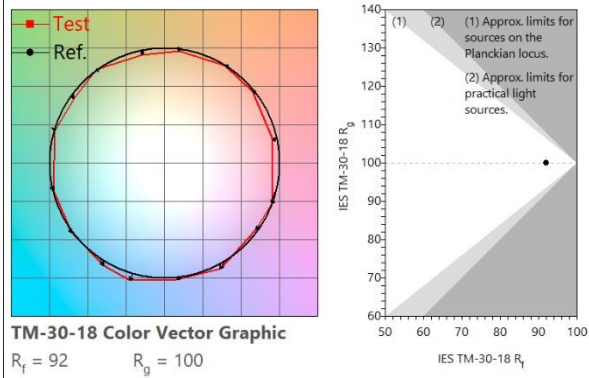 Test
Ref.
TM-30-18 Color Vector Graphic
Rf = 92 Rg = 100
140
130
120
110
100
90
80
70
60
IES TM-30-18 Rg
(1) (2) (1) Approx. limits for
sources on the
Planckian locus.
(2) Approx. limits for
practical light
sources.
50 60 70 80 90 100
IES TM-30-18 Rf